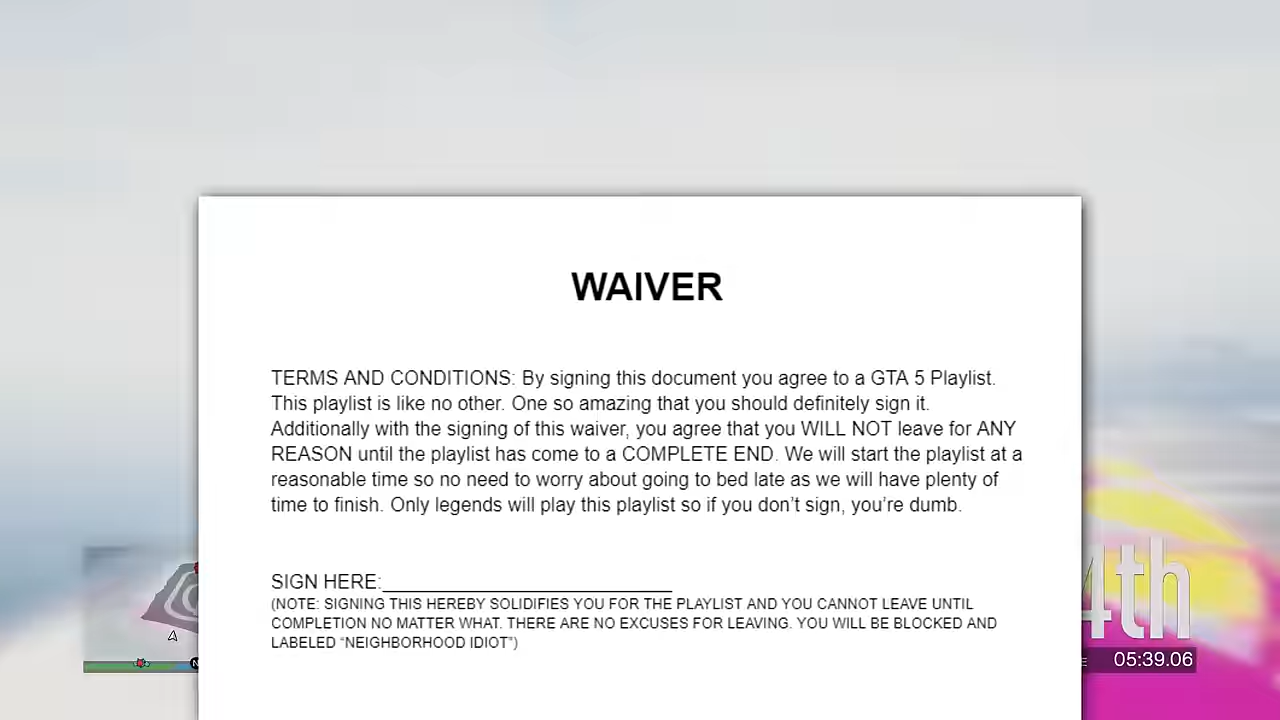 WAIVER
TERMS AND CONDITIONS: By signing this document you agree to a GTA 5 Playlist.
This playlist is like no other. One so amazing that you should definitely sign it.
Additionally with the signing of this waiver, you agree that you WILL NOT leave for ANY
REASON until the playlist has come to a COMPLETE END. We will start the playlist at a
reasonable time so no need to worry about going to bed late as we will have plenty of
time to finish. Only legends will play this playlist so if you don’t sign, you’re dumb.
SIGN HERE:__________________________
(NOTE: SIGNING THIS HEREBY SOLIDIFIES YOU FOR THE PLAYLIST AND YOU CANNOT LEAVE UNTIL
COMPLETION NO MATTER WHAT. THERE ARE NO EXCUSES FOR LEAVING. YOU WILL BE BLOCKED AND
LABELED “NEIGHBORHOOD IDIOT”)
4th
N
05:39.06